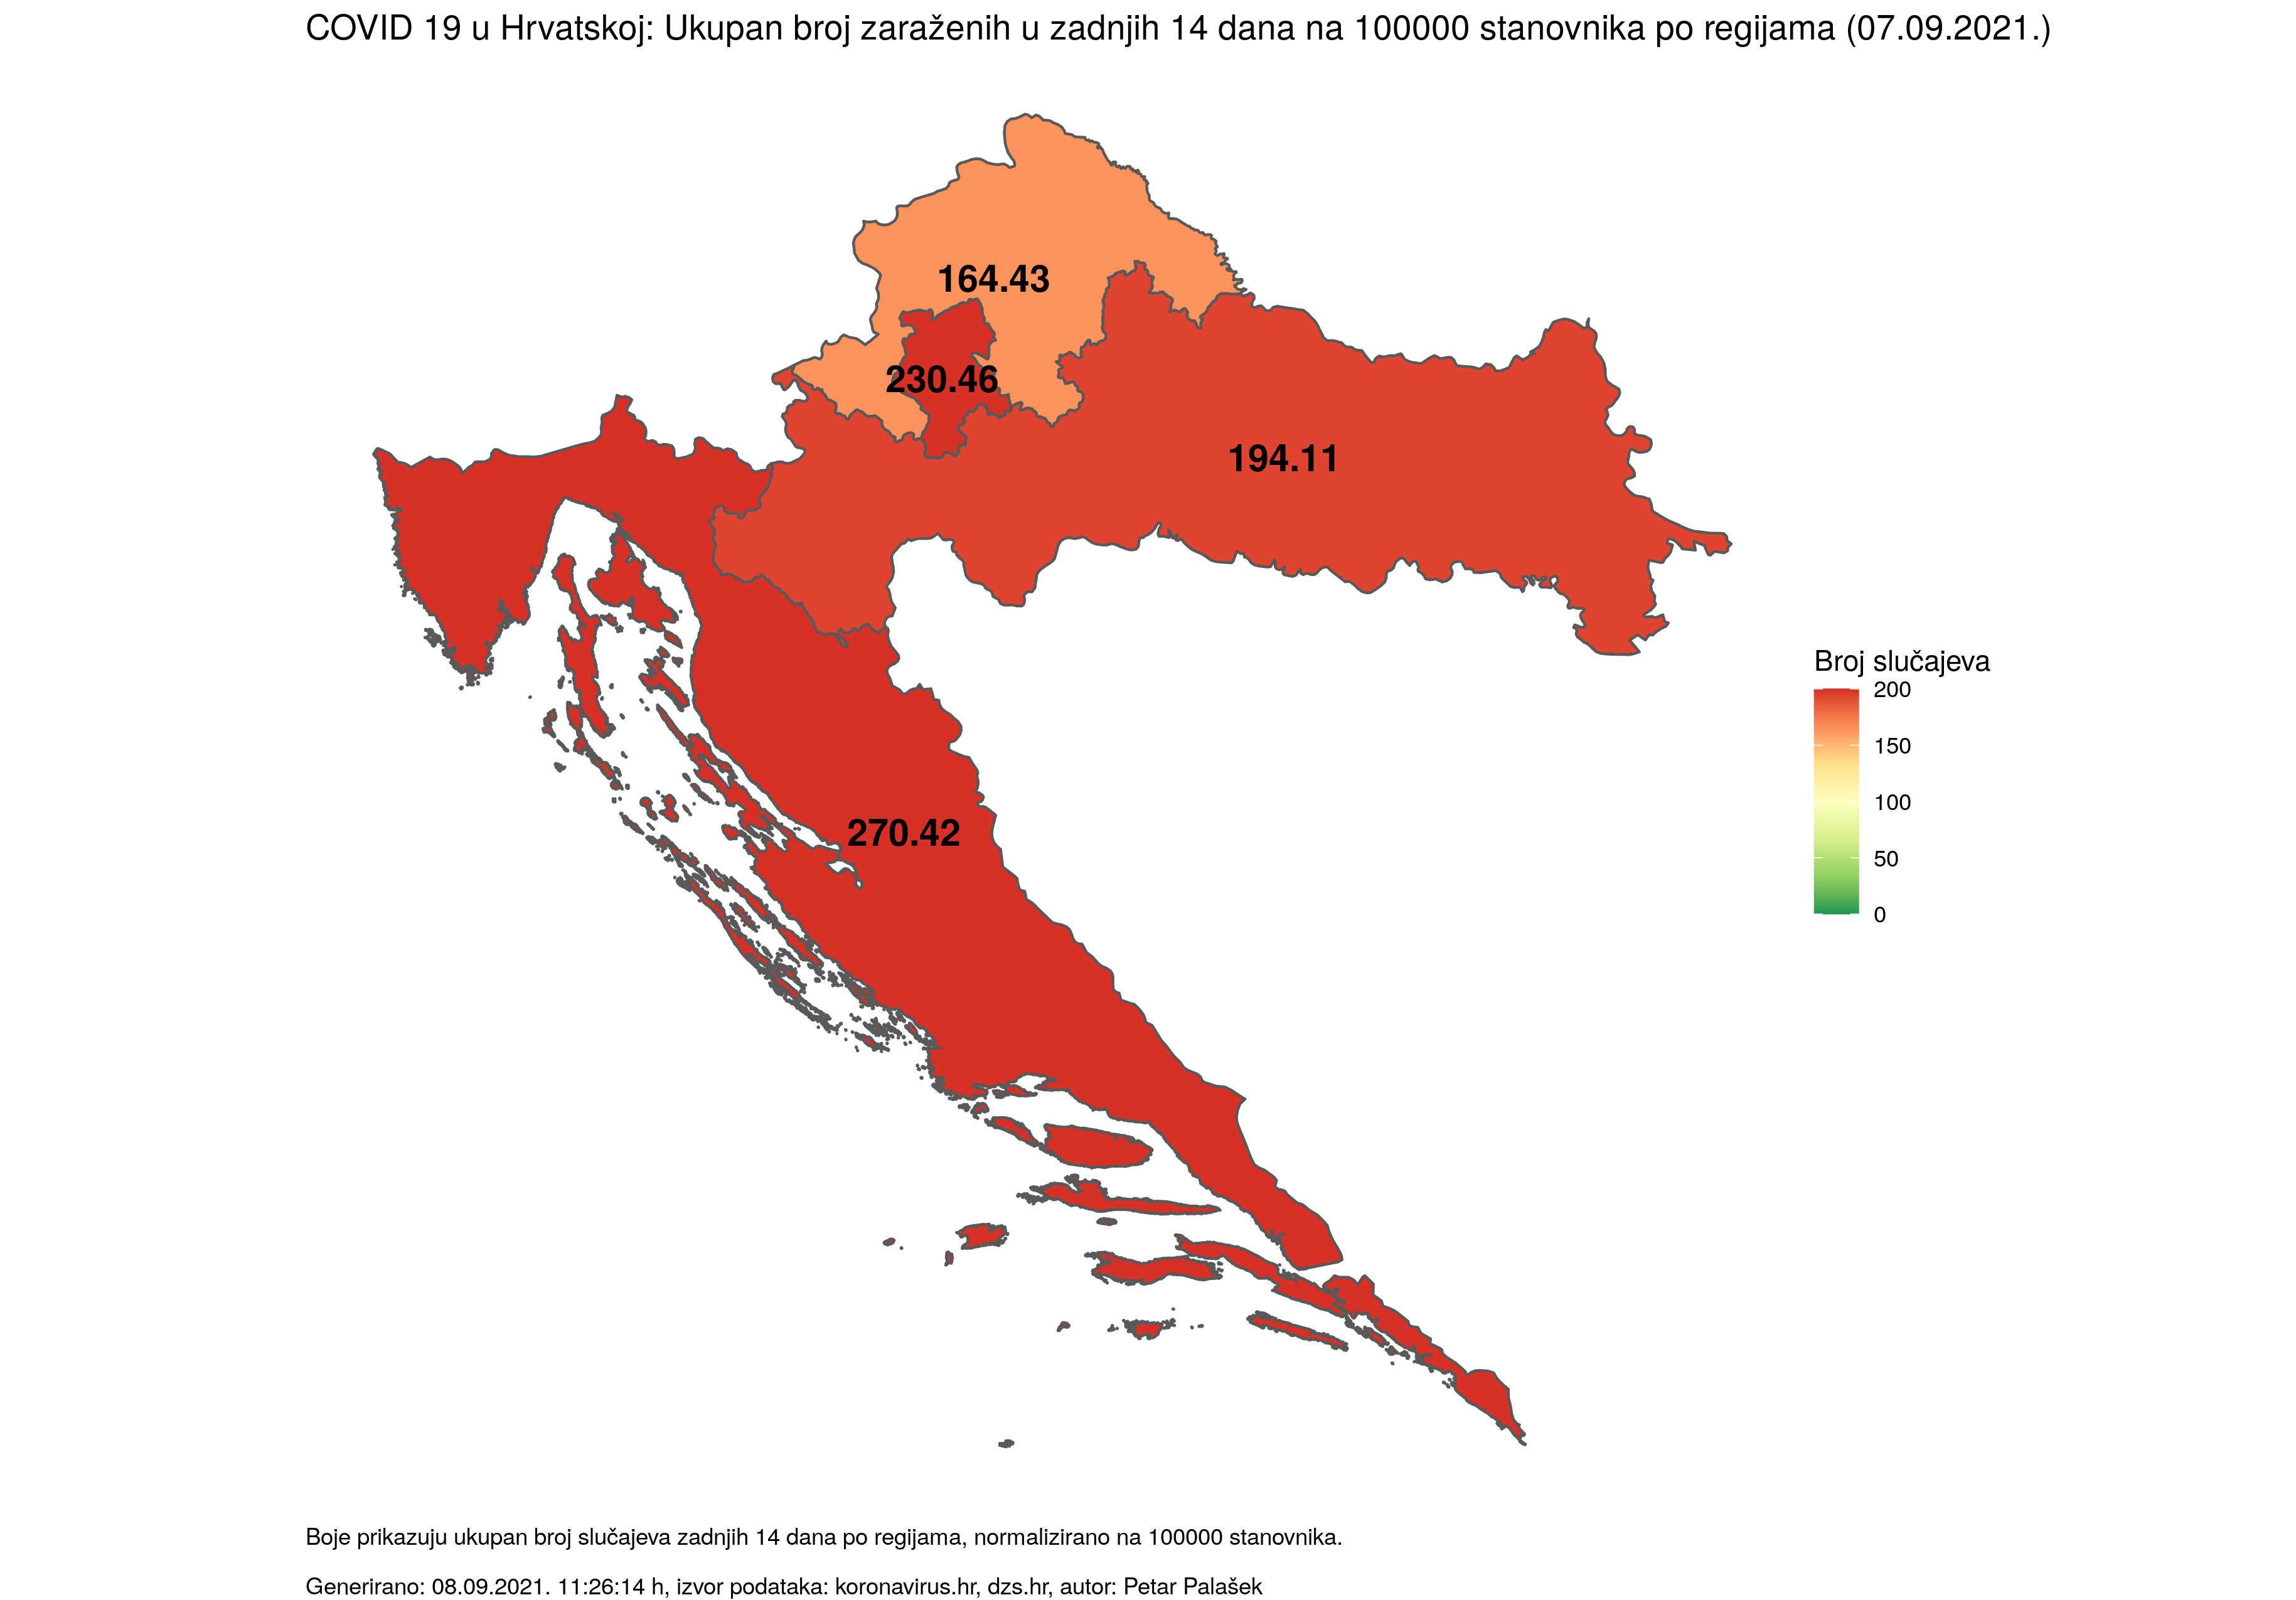 COVID 19 u Hrvatskoj: Ukupan broj zaraženih u zadnjih 14 dana na 100000 stanovnika po regijama (07.09.2021.)
164.43
230.46
194.11
270.42
Broj slučajeva
200
150
100
50
0
Boje prikazuju ukupan broj slučajeva zadnjih 14 dana po regijama, normalizirano na 100000 stanovnika.
Generirano: 08.09.2021. 11:26:14 h, izvor podataka: koronavirus.hr, dzs.hr, autor: Petar Palašek